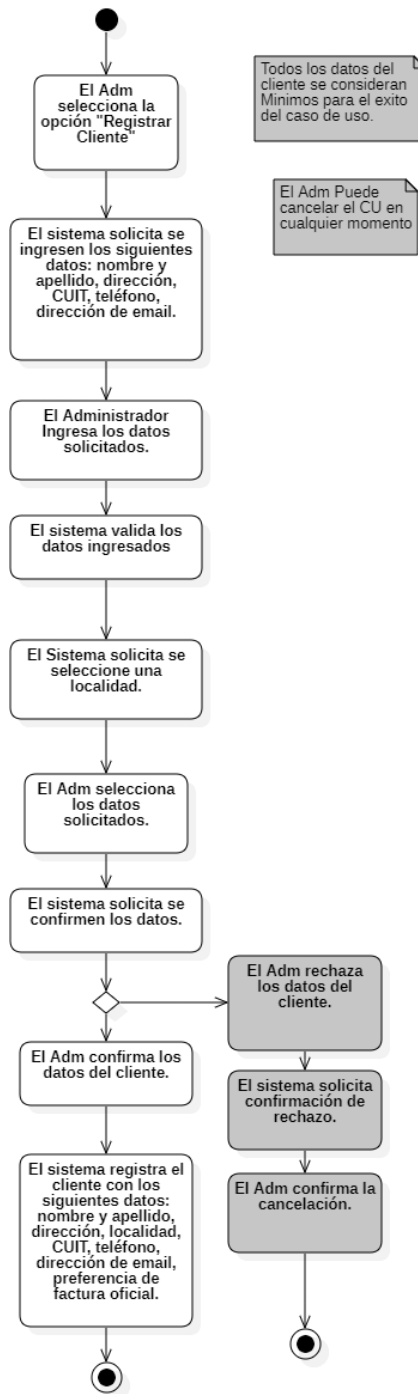 El Adm
selecciona la
opción "Registrar
Cliente"
Todos los datos del
cliente se consideran
Minimos para el exito
del caso de uso.
El Adm Puede
cancelar el CU en
cualquier momento
El sistema solicita se
ingresen los siguientes
datos: nombre y
apellido, dirección,
CUIT, teléfono,
dirección de email.
El Administrador
Ingresa los datos
solicitados.
El sistema valida los
datos ingresados
El Sistema solicita se
seleccione una
localidad.
El Adm selecciona
los datos
solicitados.
El sistema solicita se
confirmen los datos.
El Adm rechaza
los datos del
cliente.
El Adm confirma los
datos del cliente.
El sistema solicita
confirmación de
rechazo.
El sistema registra el
cliente con los
siguientes datos:
nombre y apellido,
dirección, localidad,
CUIT, teléfono,
dirección de email,
preferencia de
factura oficial.
El Adm confirma la
cancelación.